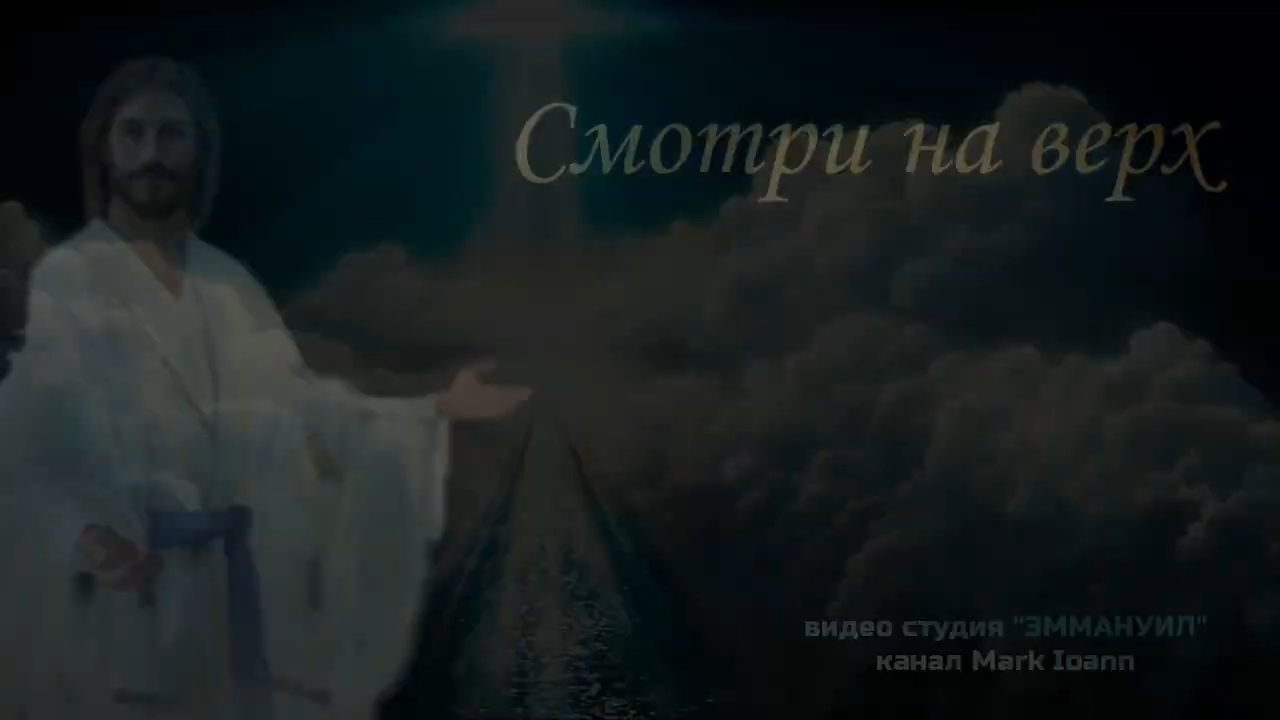 Смотри на верх
видео студия "ЭММАНУИЛ"
канал Mark Ioann